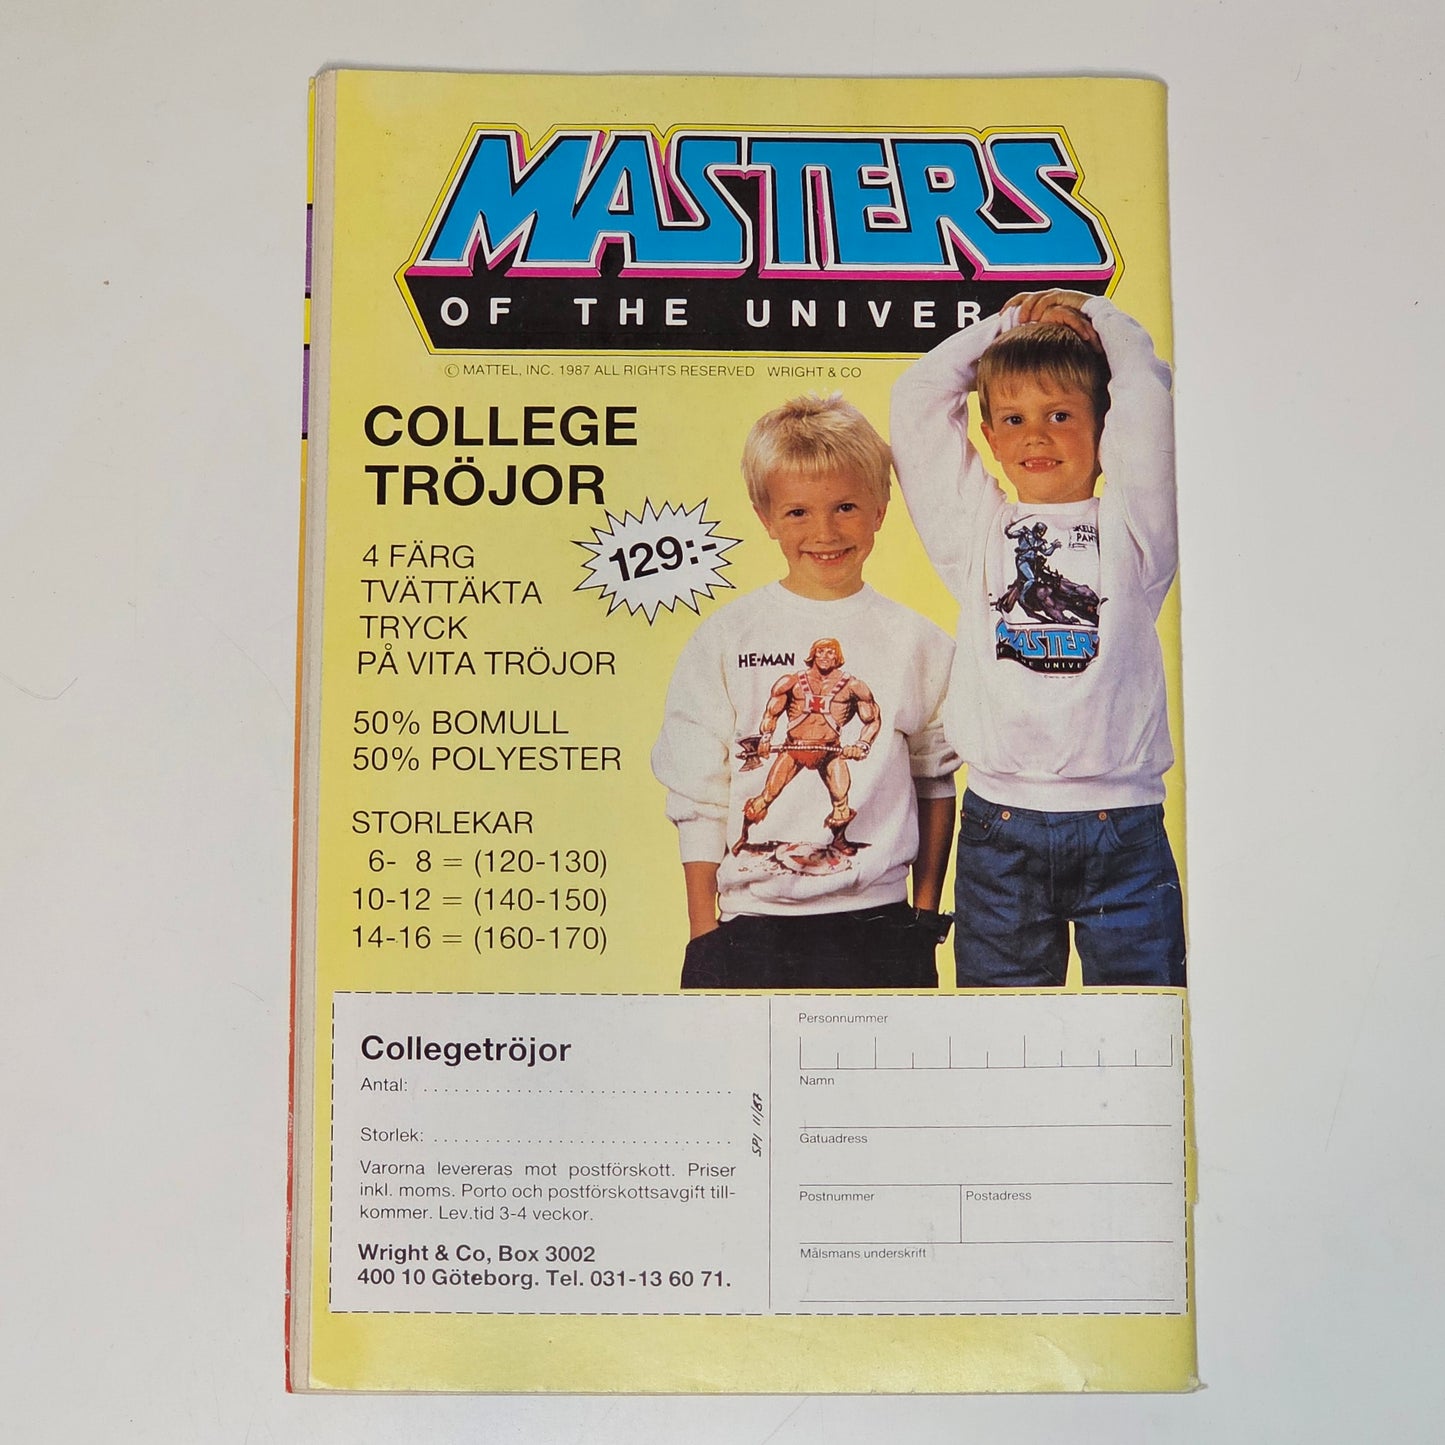 MASTERS
OF THE UNIVER
© MATTEL, INC. 1987 ALL RIGHTS RESERVED WRIGHT & CO
COLLEGE
TRÖJOR
129:-
4 FÄRG
TVÄTTÄKTA
TRYCK
PÅ VITA TRÖJOR
50% BOMULL
50% POLYESTER
STORLEKAR
6- 8 = (120-130)
10-12 = (140-150)
14-16 = (160-170)
HE-MAN
MASTER
OF THE UNIVE
Collegetröjor
Antal: ........................
Storlek: ........................
Varorna levereras mot postförskott. Priser
inkl. moms. Porto och postförskottsavgift till-
kommer. Lev.tid 3-4 veckor.
Wright & Co, Box 3002
400 10 Göteborg. Tel. 031-13 60 71.
SPI 11/87
Personnummer
Namn
Gatuadress
Postnummer Postadress
Målsmans underskrift